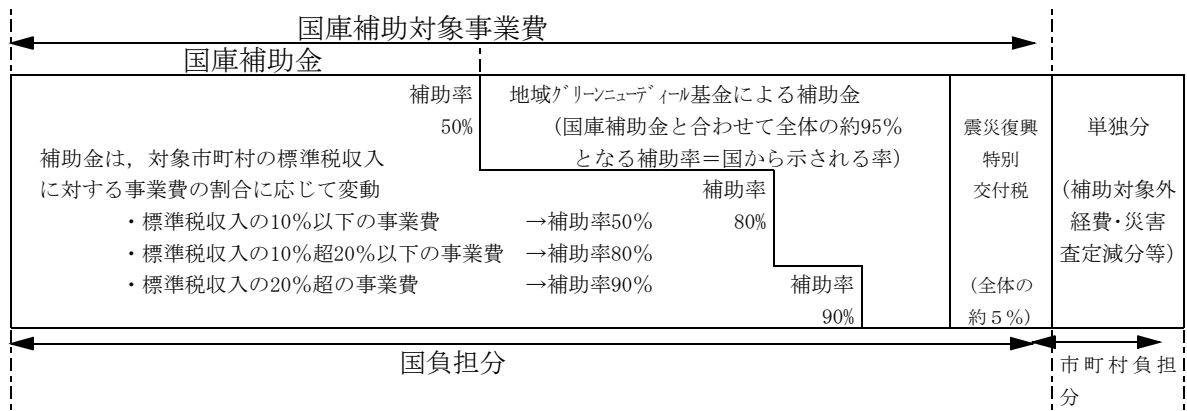 国庫補助対象事業費
国庫補助金
補助率
50%
地域グリーンニューディール基金による補助金
(国庫補助金と合わせて全体の約95%
となる補助率=国から示される率)
補助金は，対象市町村の標準税収入
に対する事業費の割合に応じて変動
・標準税収入の10%以下の事業費 →補助率50%
・標準税収入の10%超20%以下の事業費 →補助率80%
・標準税収入の20%超の事業費 →補助率90%
補助率
80%
補助率
90%
震災復興
特別
交付税
(全体の
約５%)
単独分
(補助対象外
経費・災害
査定減分等)
国負担分
市町村負担
分